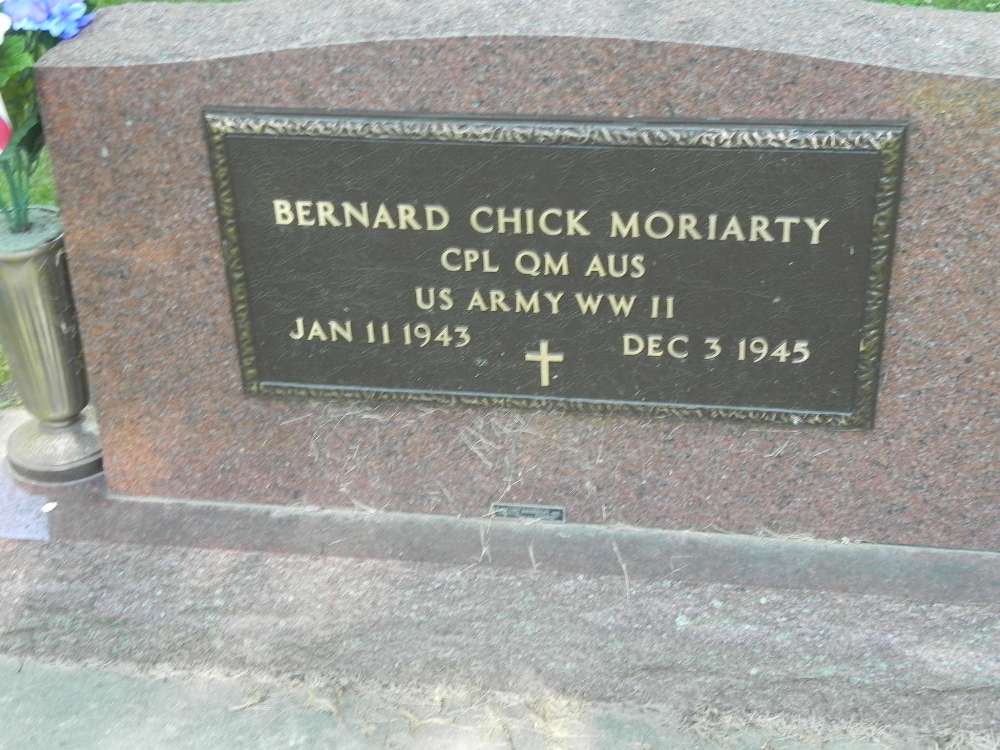 BERNARD CHICK MORIARTY
CPL QM AUS
US ARMY WW II
JAN 11 1943 DEC 3 1945